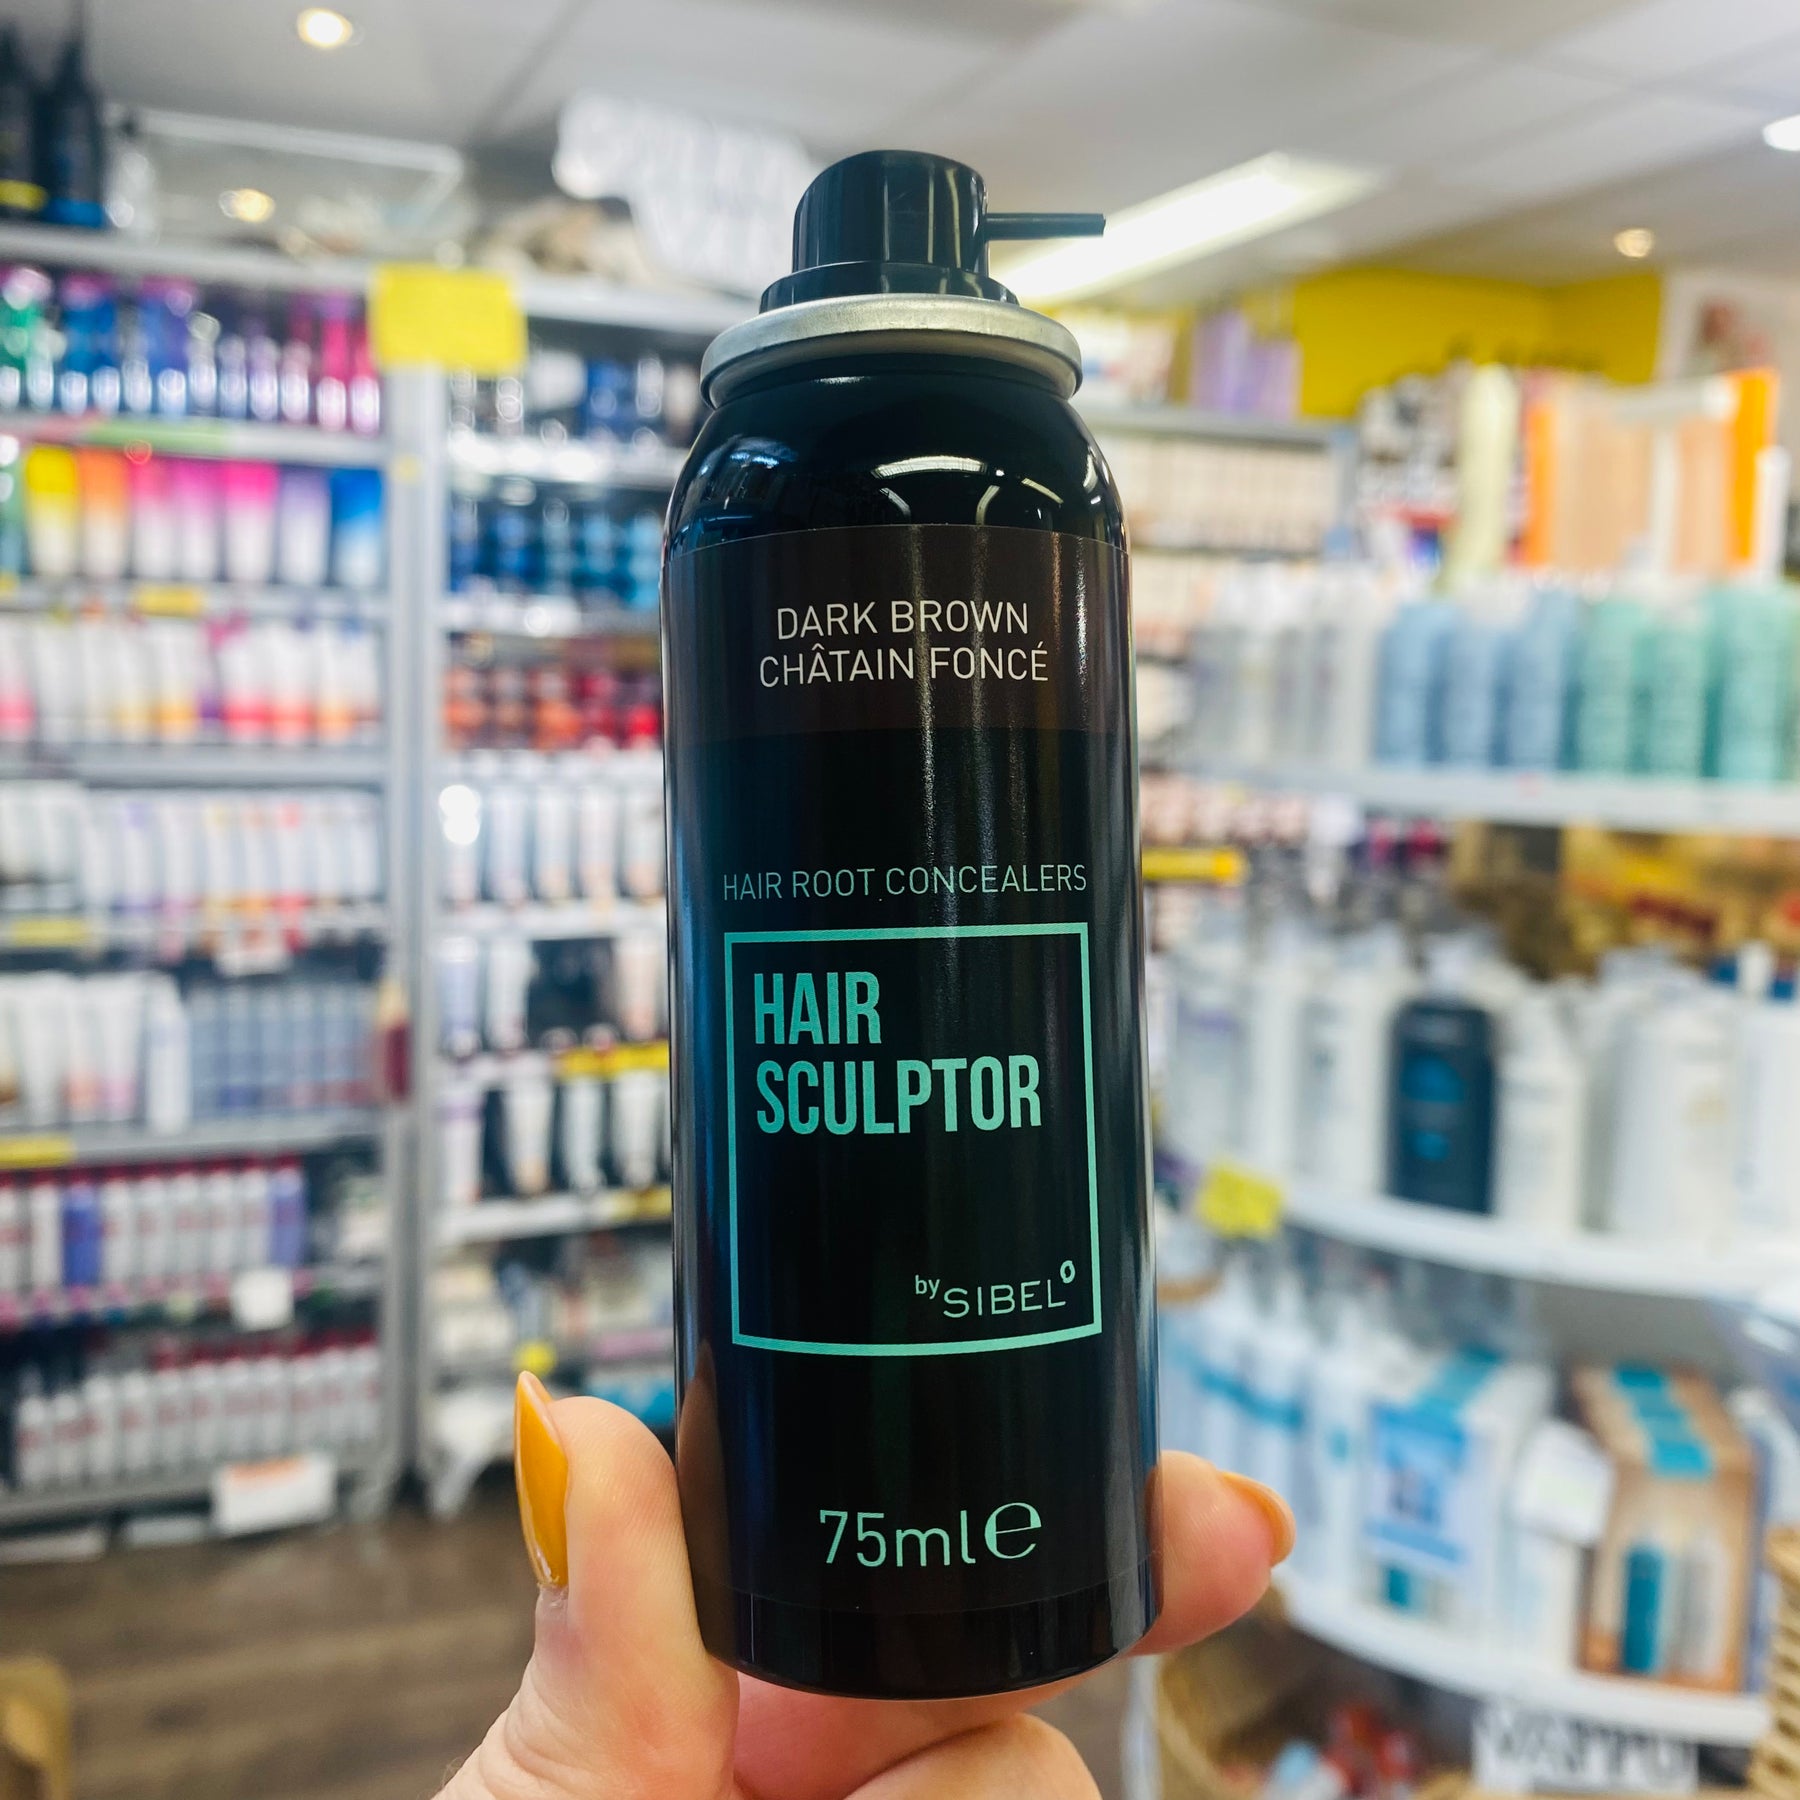 DARK BROWN
CHÂTAIN FONCÉ
HAIR ROOT CONCEALERS
HAIR
SCULPTOR
by SIBEL
75ml℮